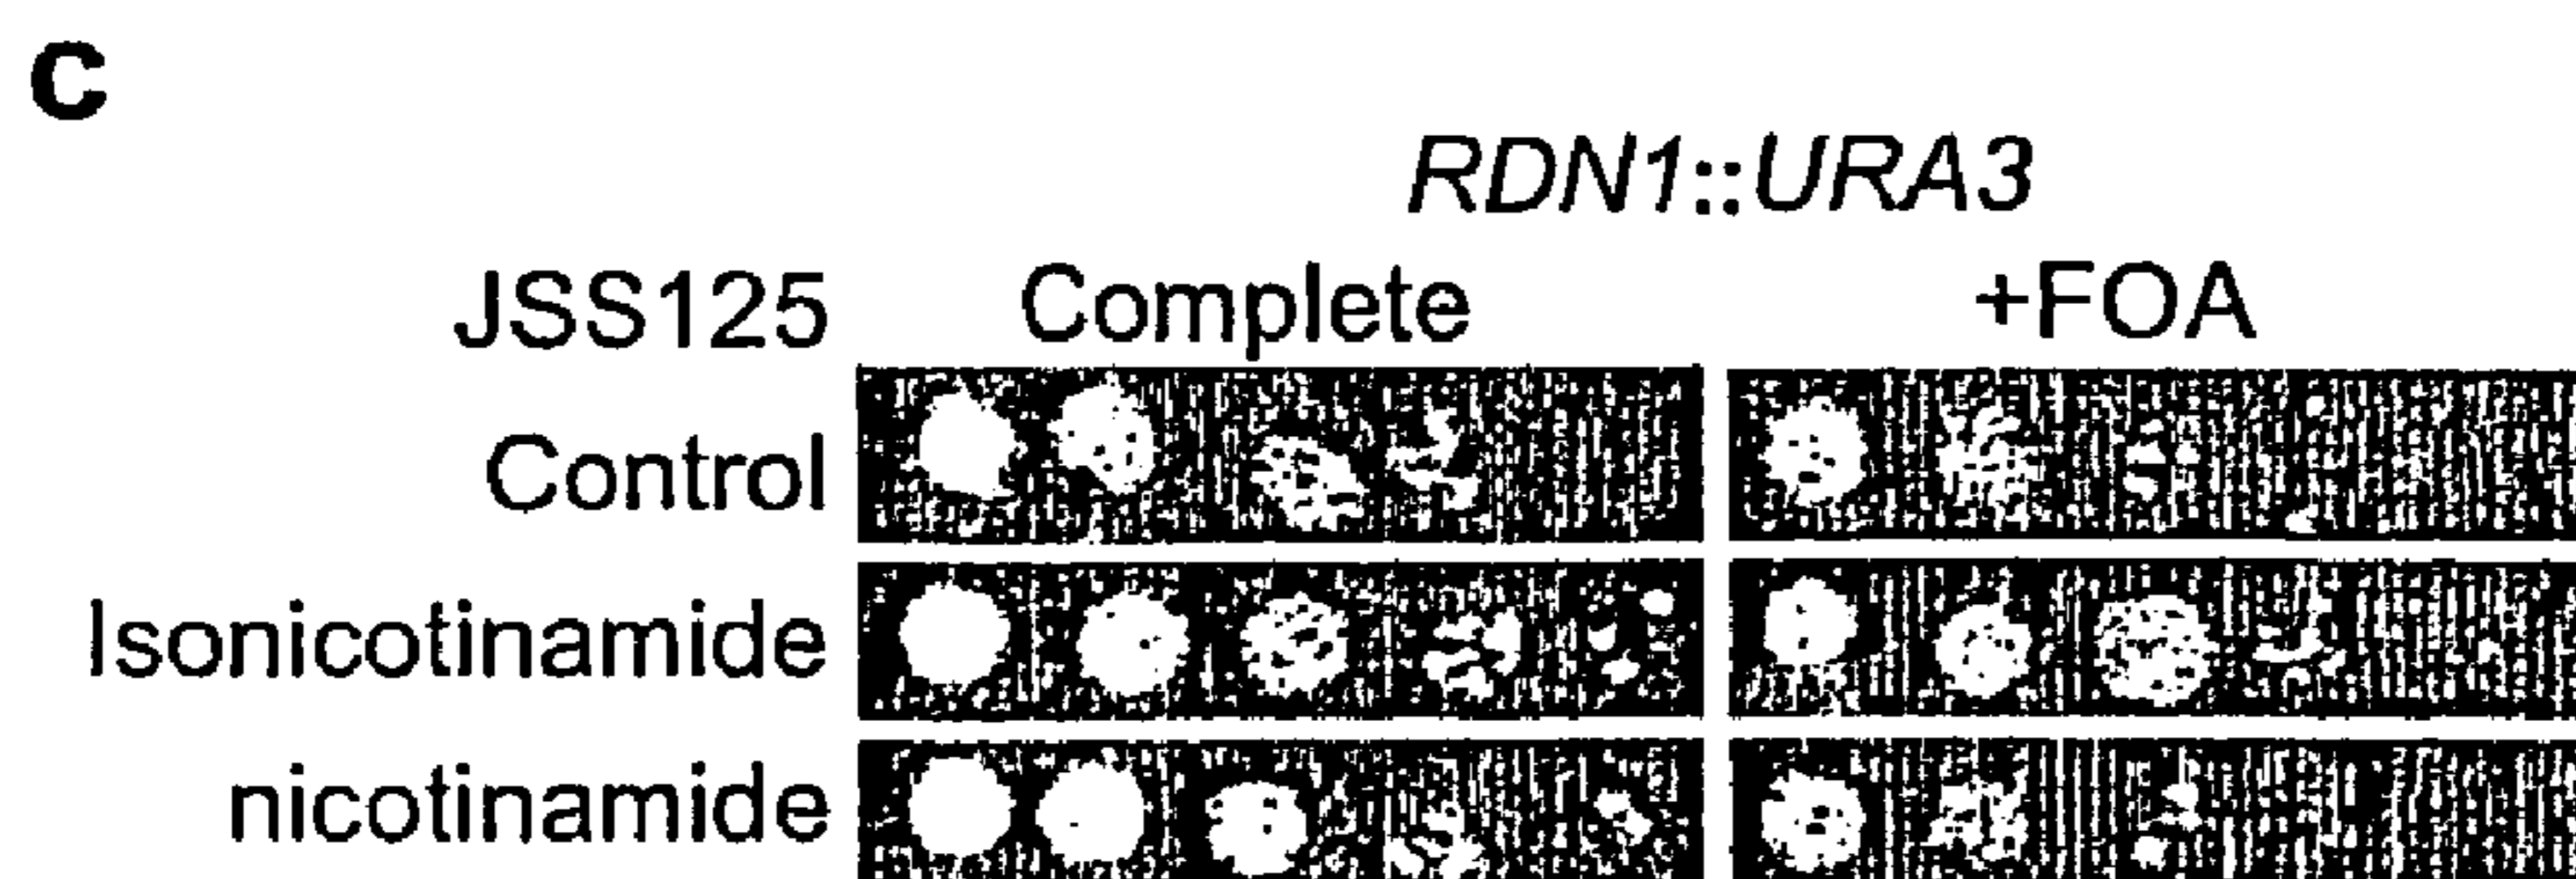 C
RDN1::URA3
JSS125 Complete +FOA
Control
Isonicotinamide
nicotinamide